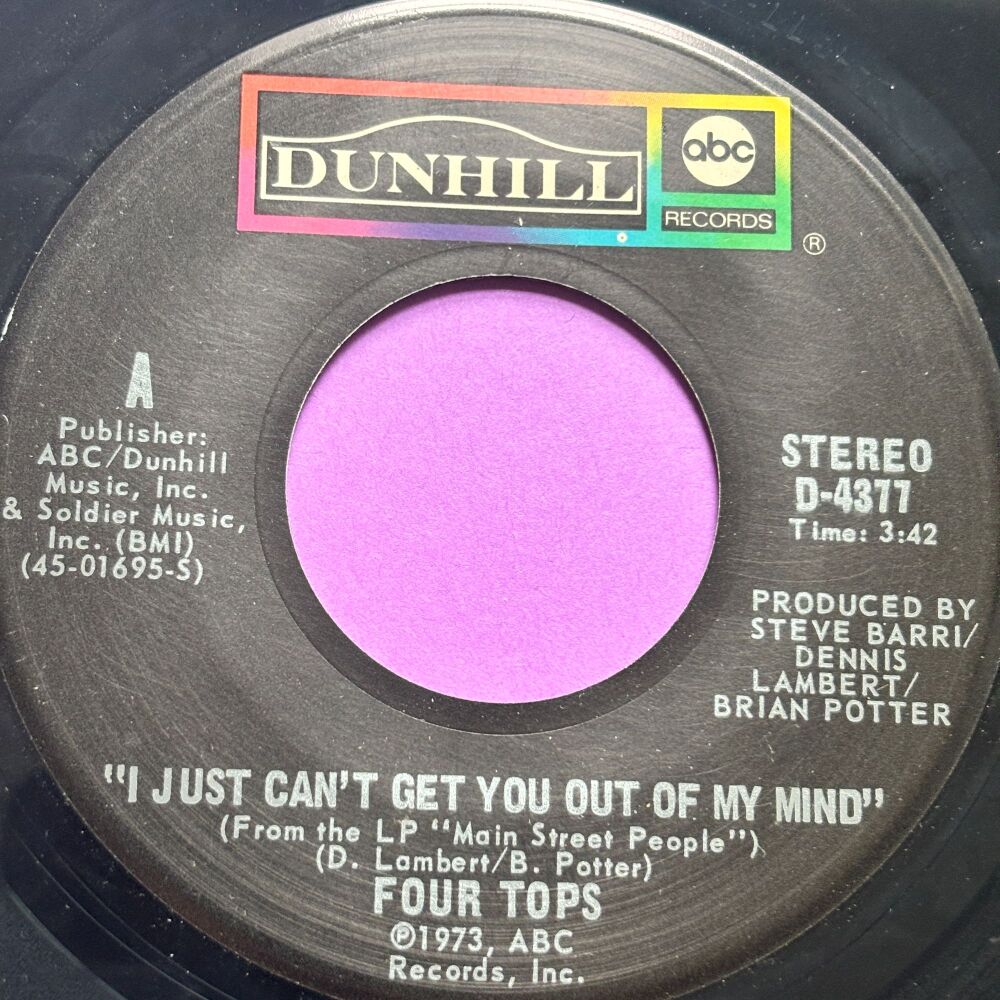 DUNHILL
abc
RECORDS
®
A
Publisher:
ABC/Dunhill
Music, Inc.
& Soldier Music,
Inc. (BMI)
(45-01695-S)
STEREO
D-4377
Time: 3:42
PRODUCED BY
STEVE BARRI/
DENNIS
LAMBERT/
BRIAN POTTER
"I JUST CAN'T GET YOU OUT OF MY MIND"
(From the LP "Main Street People")
(D. Lambert/B. Potter)
FOUR TOPS
℗1973, ABC
Records, Inc.